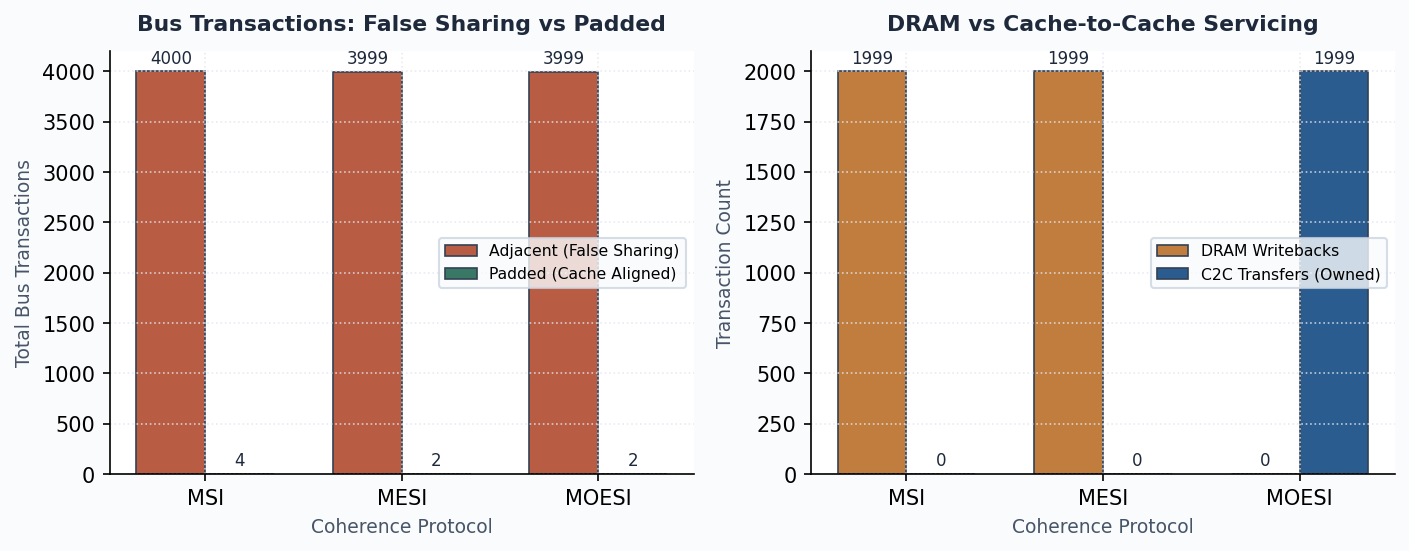 Bus Transactions: False Sharing vs Padded
4000
3999
3999
4
2
2
4000
3500
3000
2500
2000
1500
1000
500
0
Total Bus Transactions
Adjacent (False Sharing)
Padded (Cache Aligned)
MSI
MESI
MOESI
Coherence Protocol
DRAM vs Cache-to-Cache Servicing
1999
1999
1999
0
0
0
2000
1750
1500
1250
1000
750
500
250
0
Transaction Count
DRAM Writebacks
C2C Transfers (Owned)
MSI
MESI
MOESI
Coherence Protocol